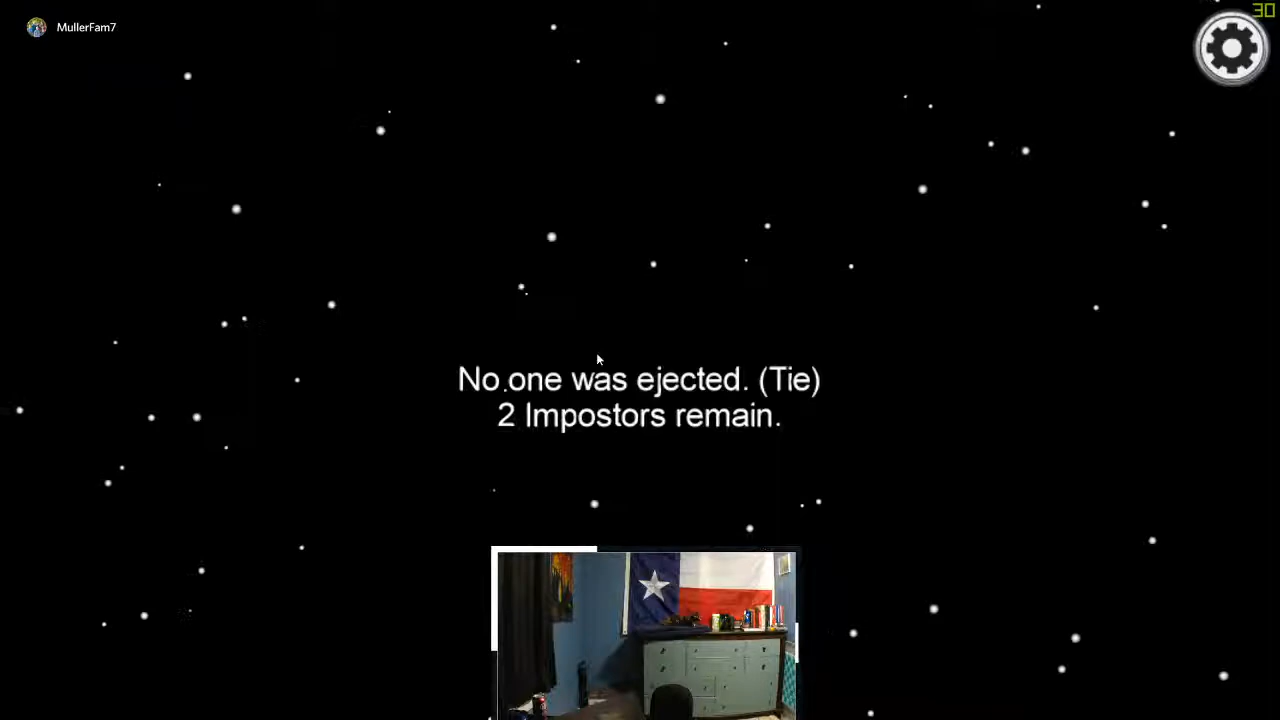 MullerFam7
30
No one was ejected. (Tie)
2 Impostors remain.